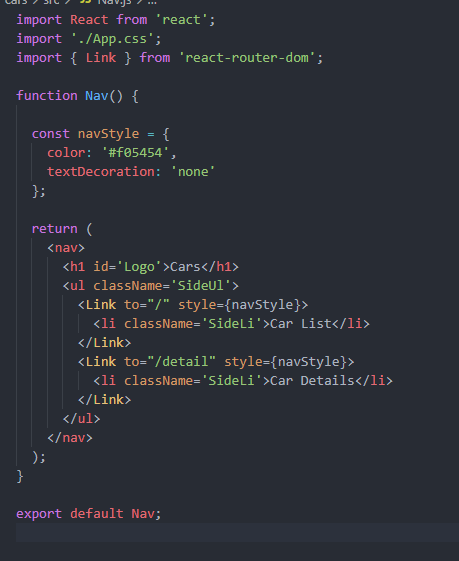 Cars > src > JS Nav.js > ...
import React from 'react';
import './App.css';
import { Link } from 'react-router-dom';
function Nav() {
const navStyle = {
color: '#f05454',
textDecoration: 'none'
};
return (
<nav>
<h1 id='Logo'>Cars</h1>
<ul className='SideUl'>
<Link to="/" style={navStyle}>
<li className='SideLi'>Car List</li>
</Link>
<Link to="/detail" style={navStyle}>
<li className='SideLi'>Car Details</li>
</Link>
</ul>
</nav>
);
}
export default Nav;